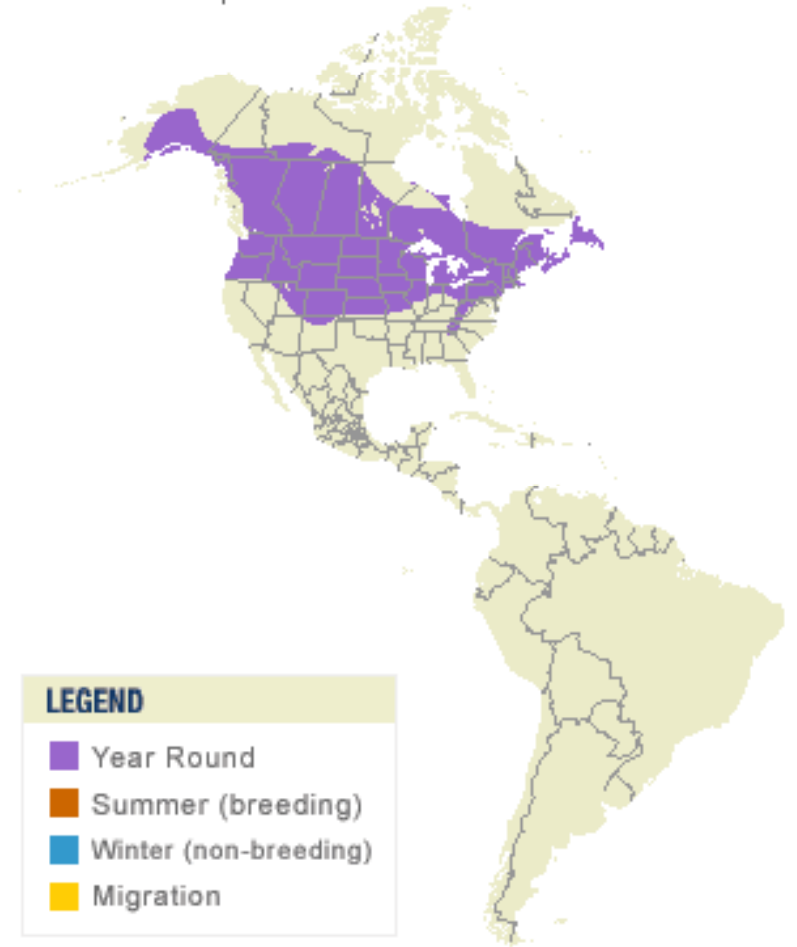 LEGEND
Year Round
Summer (breeding)
Winter (non-breeding)
Migration